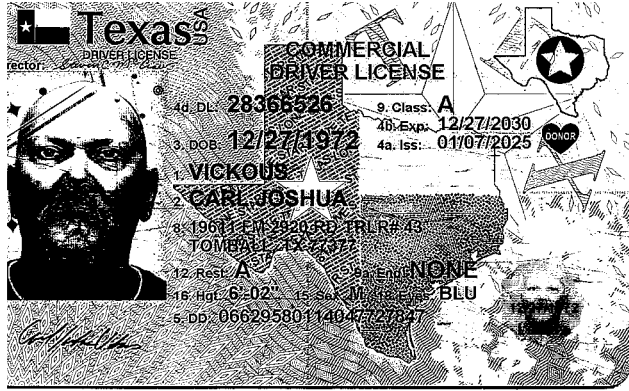 Texas USA
DRIVER LICENSE
rector:
COMMERCIAL
DRIVER LICENSE
4d. DL: 28366526
9. Class: A
4b. Exp: 12/27/2030
3. DOB: 12/27/1972
4a. Iss: 01/07/2025
DONOR
1. VICKOUS
2. CARL JOSHUA
8. 19611 FM 2920 RD TRLR# 43
TOMBALL, TX 77377
12. Rest: A
9a. End: NONE
16. Hgt: 6'-02"
15. Sex: M
18. Eyes: BLU
5. DD: 06629580114047727847